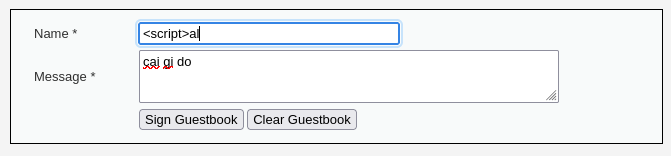 Name * <script>al
Message * cai gi do
Sign Guestbook Clear Guestbook